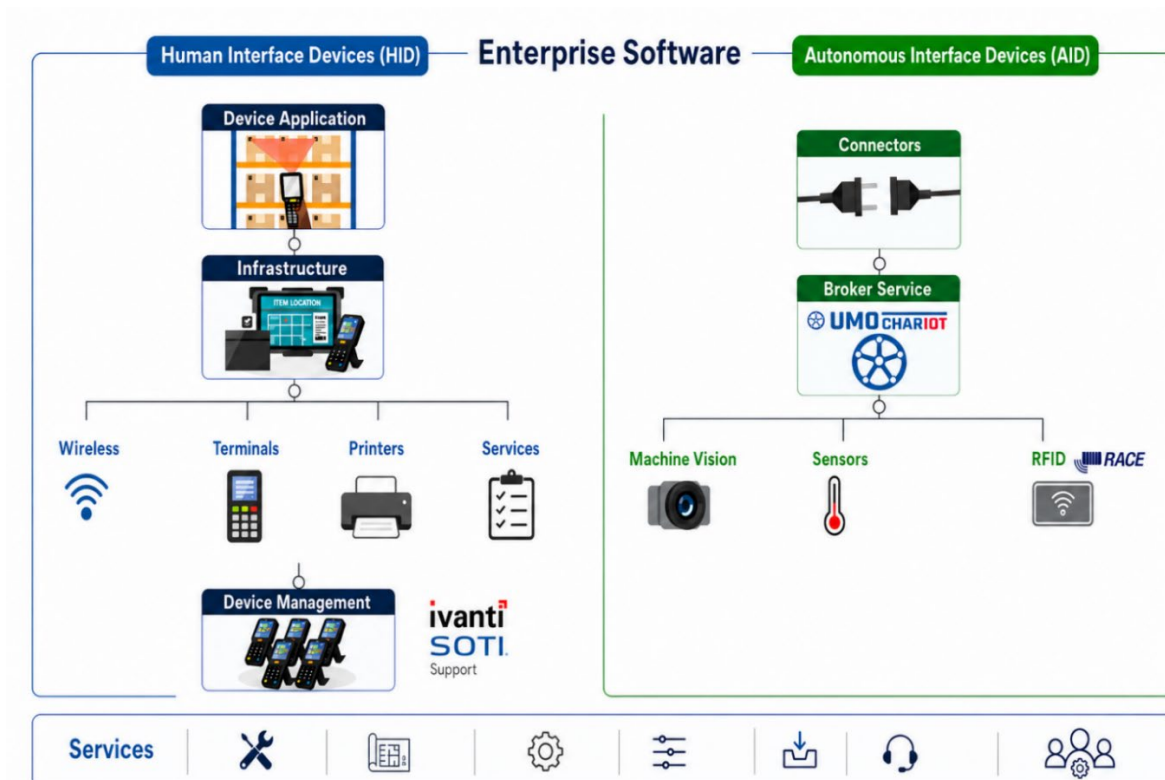 Human Interface Devices (HID)
Enterprise Software
Autonomous Interface Devices (AID)
Device Application
Infrastructure
ITEM LOCATION
Wireless
Terminals
Printers
Services
Device Management
ivanti
SOTI
Support
Connectors
Broker Service
UMO CHARIOT
Machine Vision
Sensors
RFID
RACE
Services